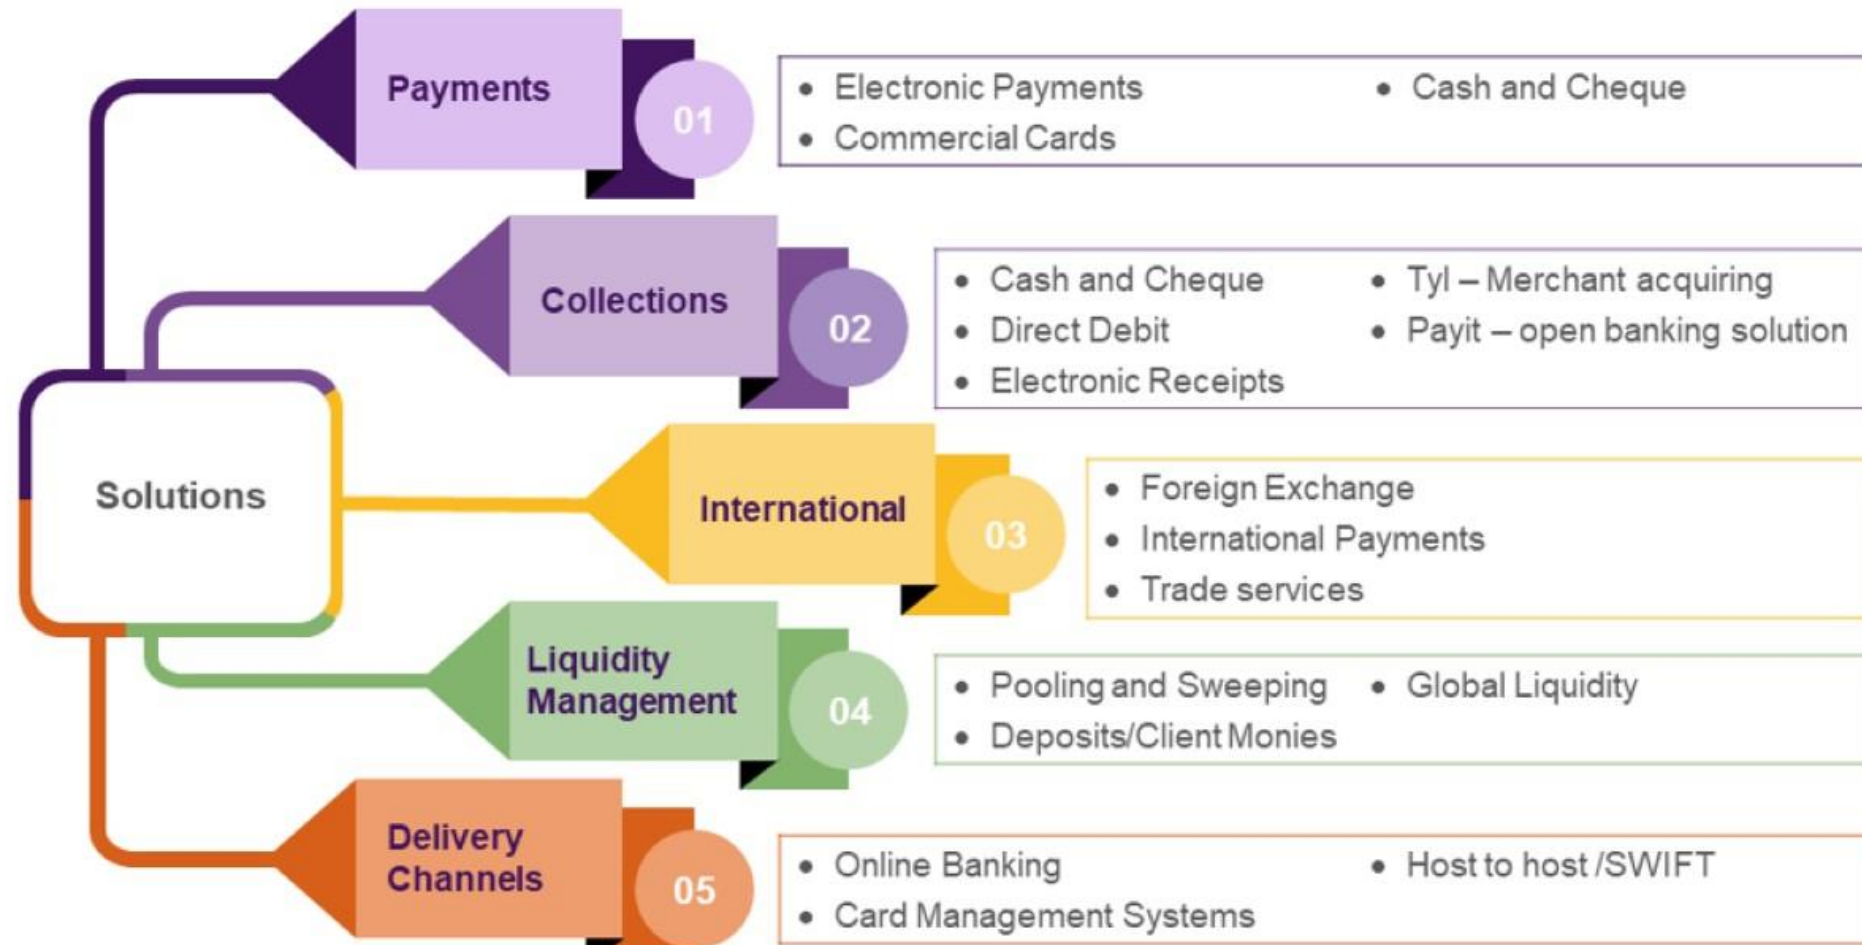 Payments
01
• Electronic Payments
• Cash and Cheque
• Commercial Cards
Collections
02
• Cash and Cheque
• Tyl – Merchant acquiring
• Direct Debit
• Payit – open banking solution
• Electronic Receipts
Solutions
International
03
• Foreign Exchange
• International Payments
• Trade services
Liquidity
Management
04
• Pooling and Sweeping
• Global Liquidity
• Deposits/Client Monies
Delivery
Channels
05
• Online Banking
• Host to host /SWIFT
• Card Management Systems